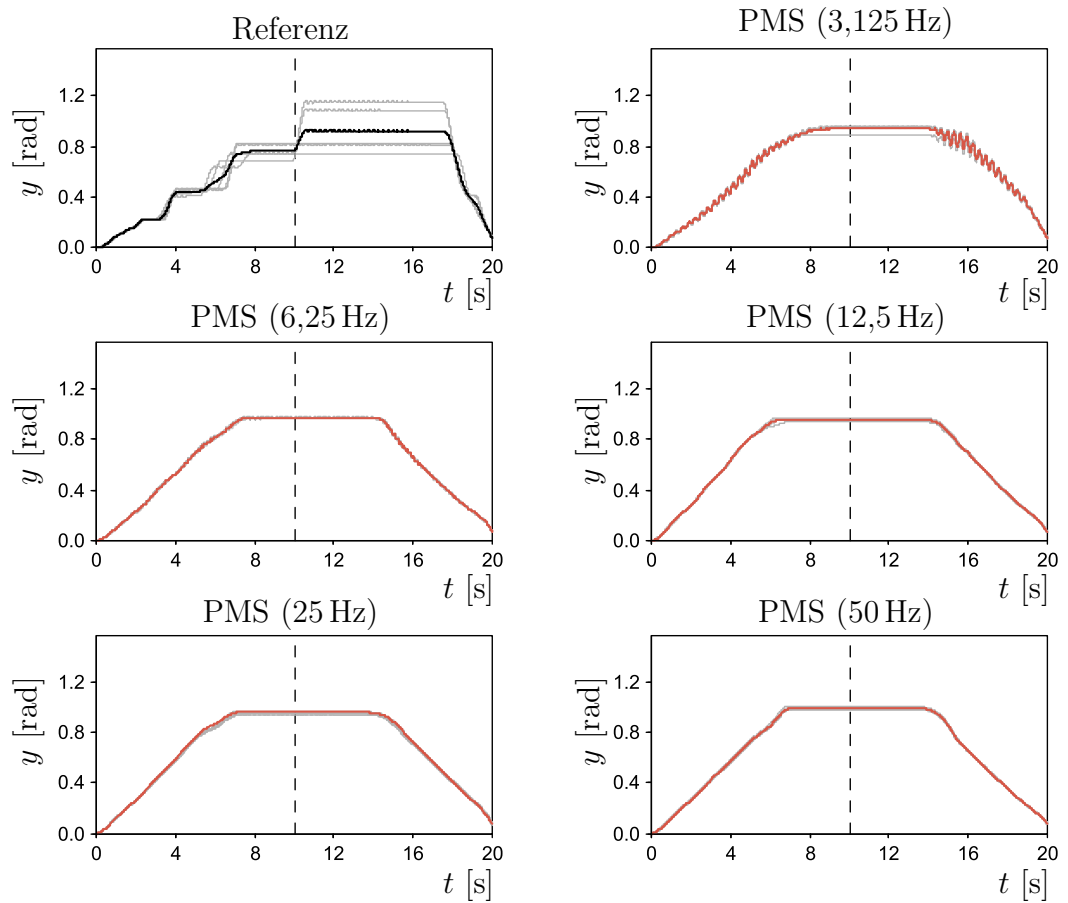 Referenz
y [rad]
1.2
0.8
0.4
0.0
0 4 8 12 16 20
t [s]
PMS (3,125 Hz)
y [rad]
1.2
0.8
0.4
0.0
0 4 8 12 16 20
t [s]
PMS (6,25 Hz)
y [rad]
1.2
0.8
0.4
0.0
0 4 8 12 16 20
t [s]
PMS (12,5 Hz)
y [rad]
1.2
0.8
0.4
0.0
0 4 8 12 16 20
t [s]
PMS (25 Hz)
y [rad]
1.2
0.8
0.4
0.0
0 4 8 12 16 20
t [s]
PMS (50 Hz)
y [rad]
1.2
0.8
0.4
0.0
0 4 8 12 16 20
t [s]